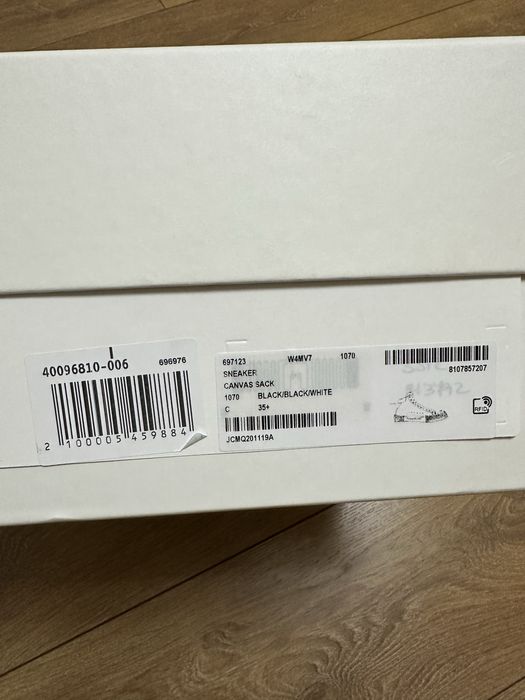 40096810-006
696976
2 100005 459884
697123 W4MV7 1070
SNEAKER
CANVAS SACK
1070 BLACK/BLACK/WHITE
C 35+
JCMQ201119A
8107857207
RFID